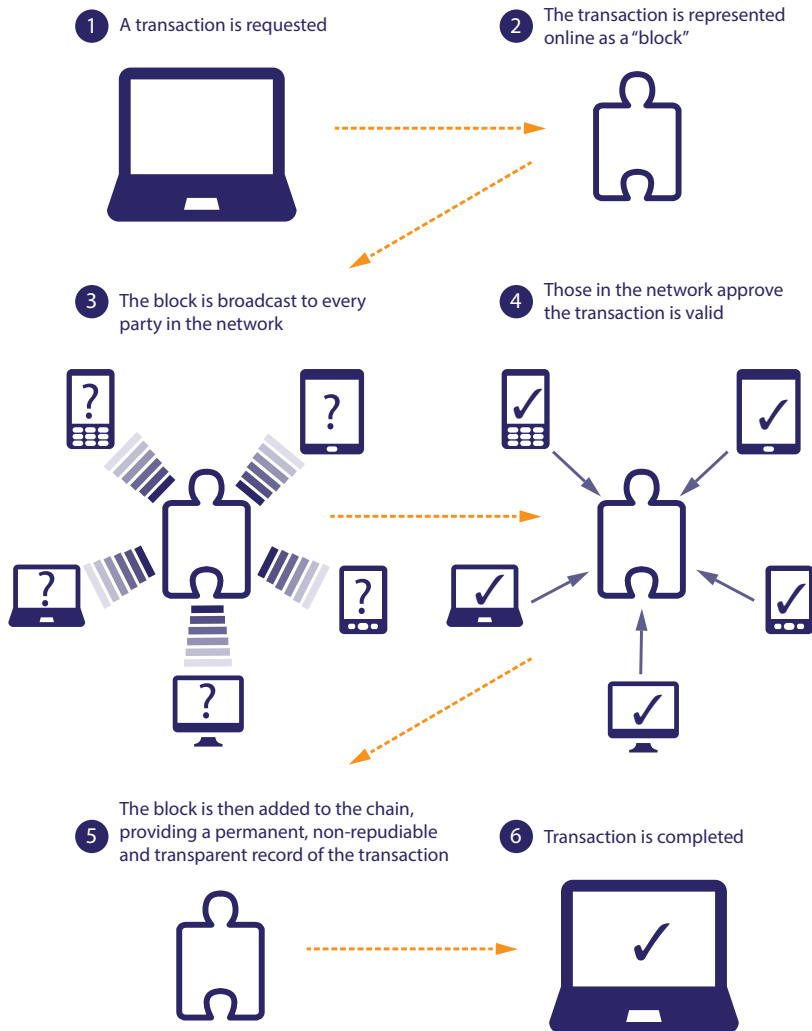 1 A transaction is requested
2 The transaction is represented
online as a “block”
3 The block is broadcast to every
party in the network
4 Those in the network approve
the transaction is valid
?
?
?
?
?
5 The block is then added to the chain,
providing a permanent, non-repudiable
and transparent record of the transaction
6 Transaction is completed